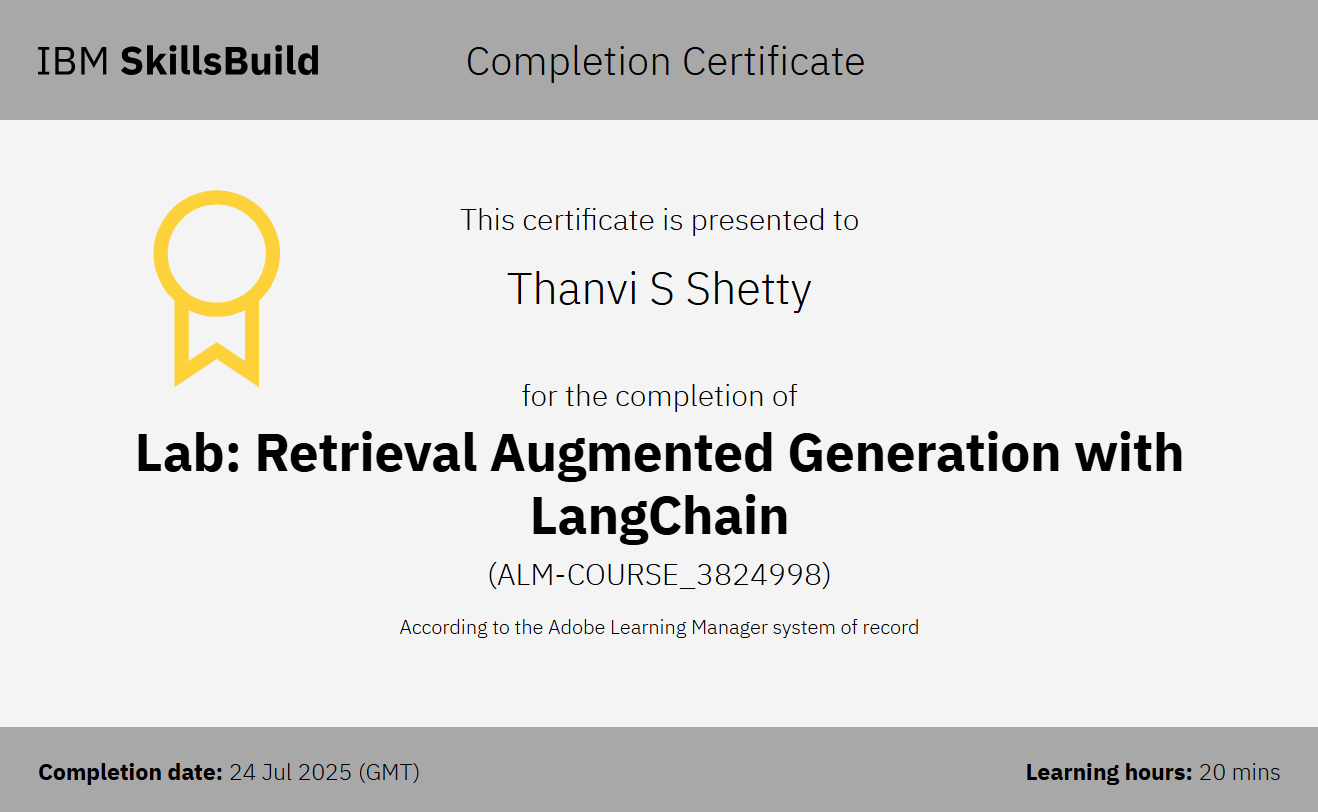 IBM SkillsBuild
Completion Certificate
This certificate is presented to
Thanvi S Shetty
for the completion of
Lab: Retrieval Augmented Generation with
LangChain
(ALM-COURSE_3824998)
According to the Adobe Learning Manager system of record
Completion date: 24 Jul 2025 (GMT)
Learning hours: 20 mins